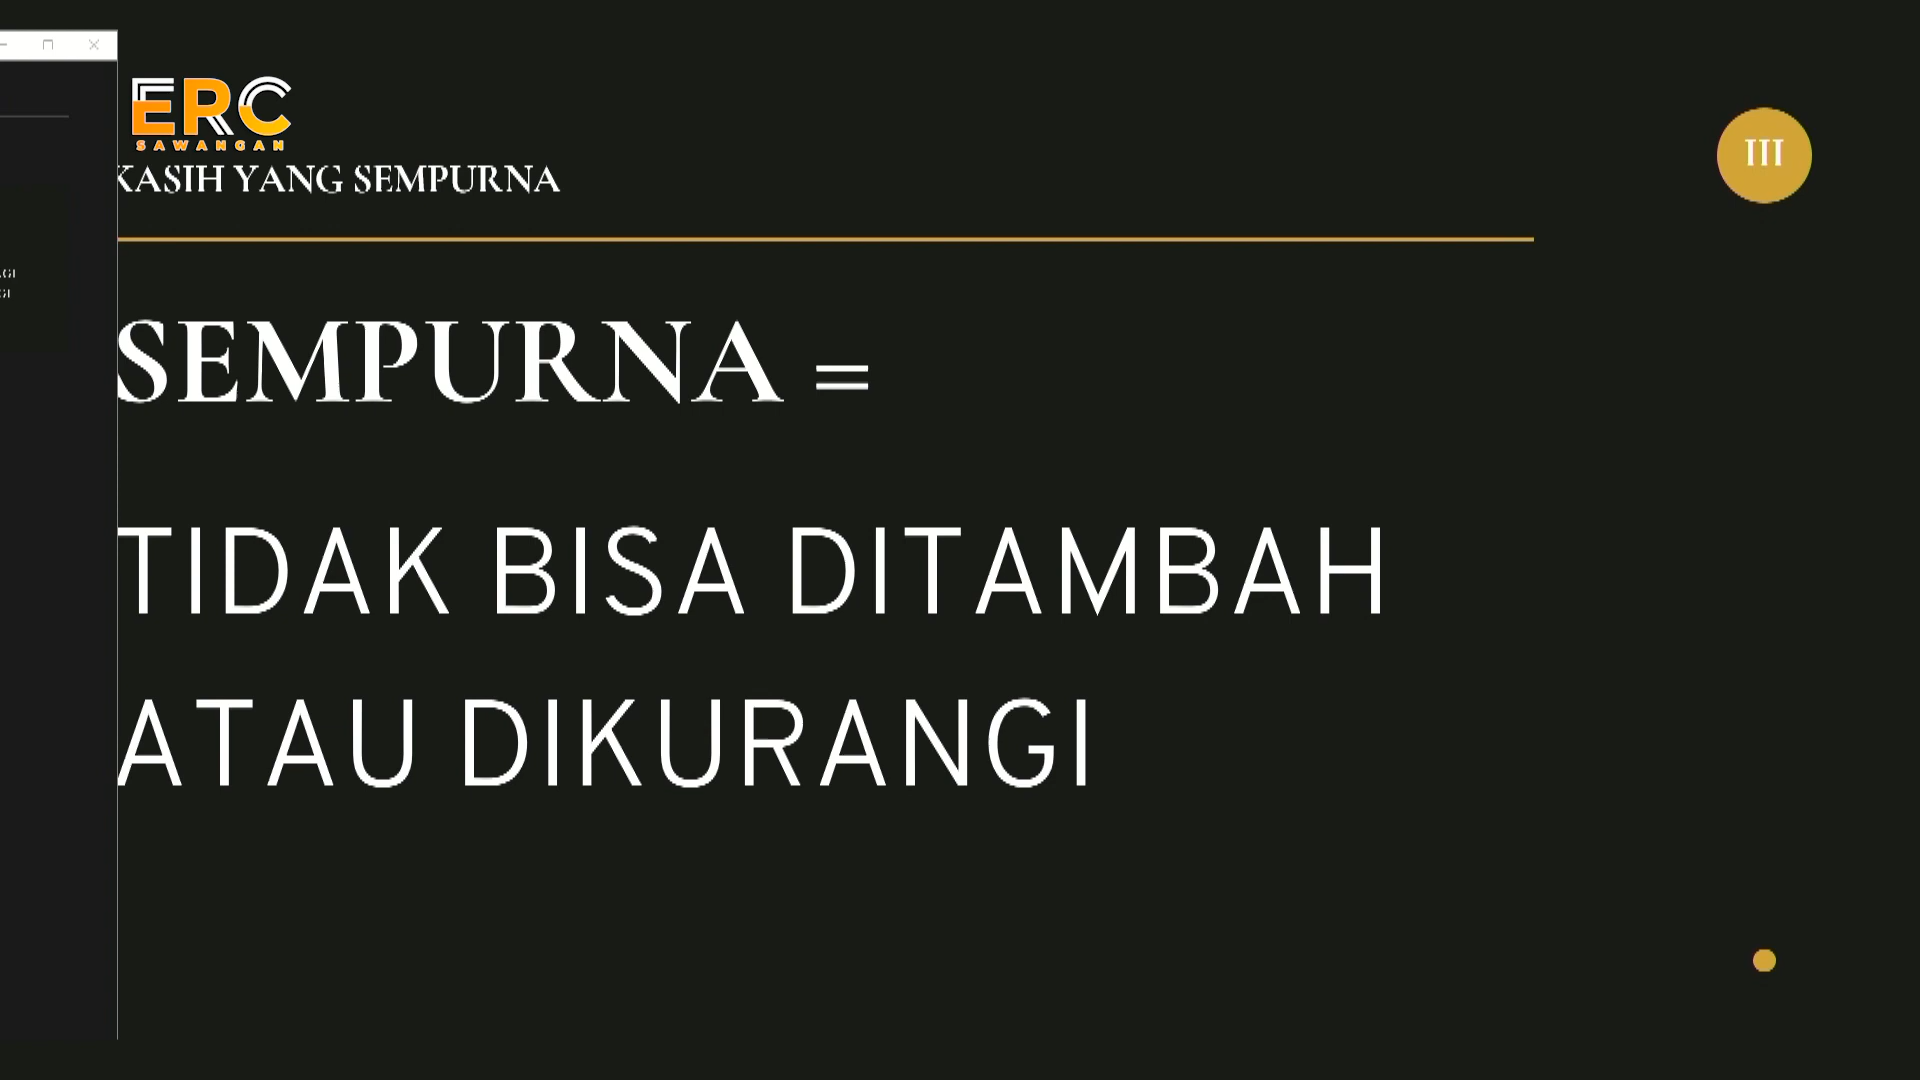 ERC
SAWANGAN
KASIH YANG SEMPURNA
III
SEMPURNA =
TIDAK BISA DITAMBAH
ATAU DIKURANGI